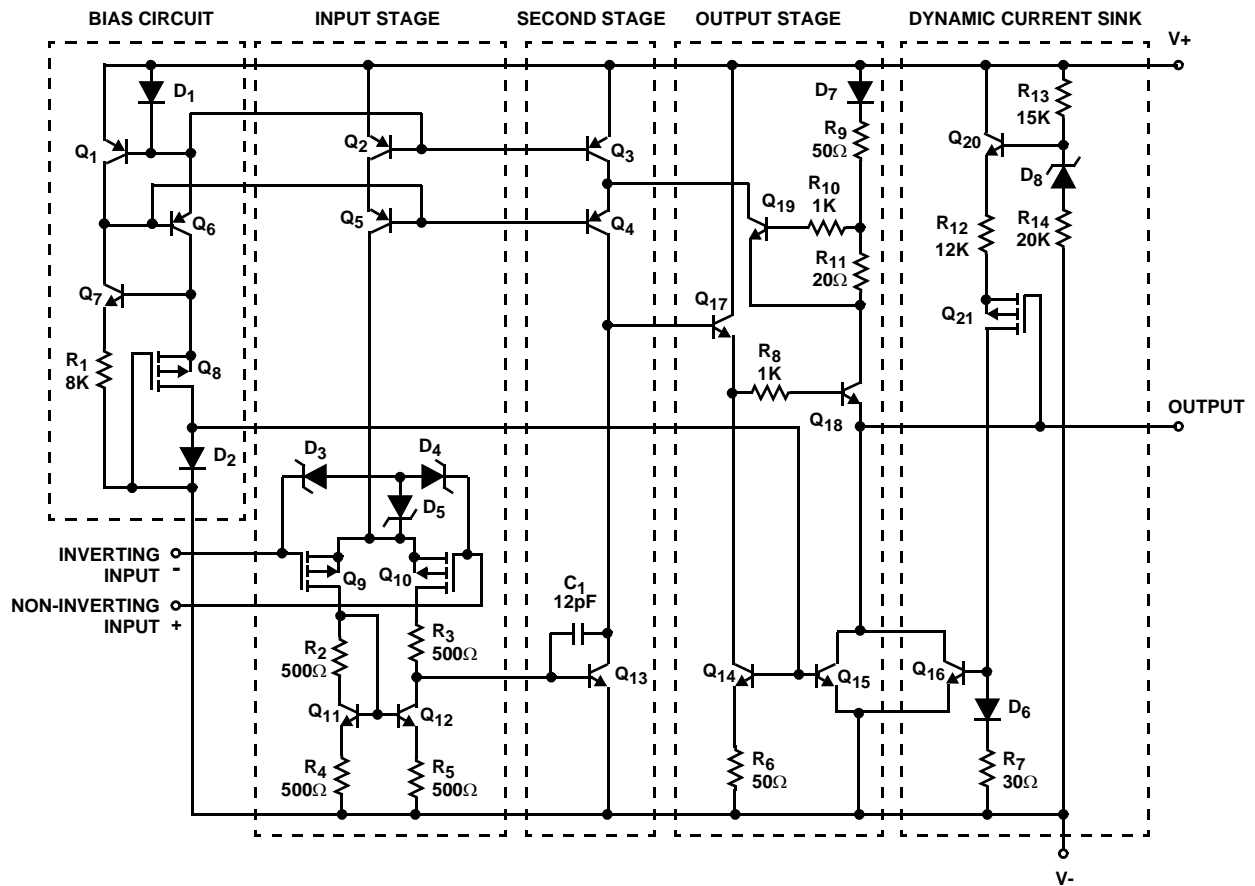 BIAS CIRCUIT
INPUT STAGE
SECOND STAGE
OUTPUT STAGE
DYNAMIC CURRENT SINK
V+
D1
D7
R13
15K
Q1
Q2
Q3
R9
50Ω
Q20
D8
Q6
Q5
Q4
Q19
R10
1K
R12
12K
R14
20K
R11
20Ω
Q7
Q17
Q21
R1
8K
Q8
R8
1K
OUTPUT
Q18
D2
D3
D4
D5
INVERTING
INPUT -
Q9
Q10
C1
12pF
NON-INVERTING
INPUT +
R2
500Ω
R3
500Ω
Q13
Q14
Q15
Q16
Q11
Q12
D6
R4
500Ω
R5
500Ω
R6
50Ω
R7
30Ω
V-